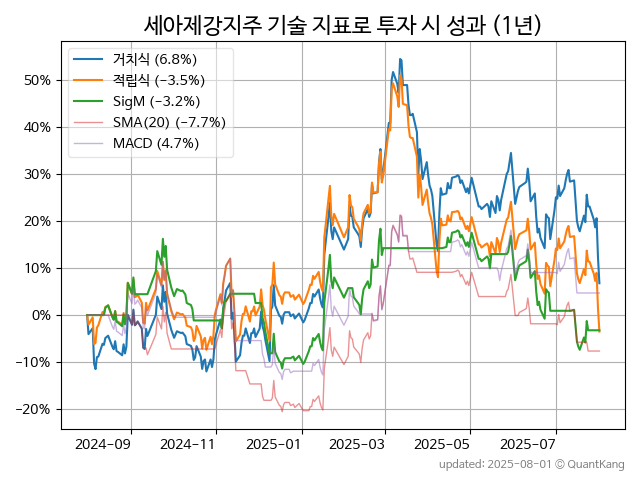 세아제강지주 기술 지표로 투자 시 성과 (1년)
거치식 (6.8%)
적립식 (−3.5%)
SigM (−3.2%)
SMA(20) (−7.7%)
MACD (4.7%)
50%
40%
30%
20%
10%
0%
−10%
−20%
2024−09 2024−11 2025−01 2025−03 2025−05 2025−07
updated: 2025−08−01 © QuantKang